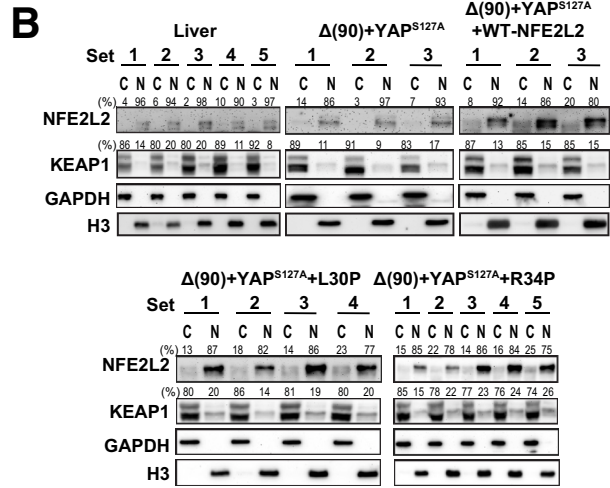 B
Liver Δ(90)+YAP^S127A Δ(90)+YAP^S127A
+WT-NFE2L2
Set 1 2 3 4 5 1 2 3 1 2 3
C N C N C N C N C N C N C N C N C N C N C N
(%) 4 96 6 94 2 98 10 90 3 97 14 86 3 97 7 93 8 92 14 86 20 80
NFE2L2
(%) 86 14 80 20 80 20 89 11 92 8 89 11 91 9 83 17 87 13 85 15 85 15
KEAP1
GAPDH
H3
Δ(90)+YAP^S127A+L30P Δ(90)+YAP^S127A+R34P
Set 1 2 3 4 1 2 3 4 5
C N C N C N C N C N C N C N C N C N
(%) 13 87 18 82 14 86 23 77 15 85 22 78 14 86 16 84 25 75
NFE2L2
(%) 80 20 86 14 81 19 80 20 85 15 78 22 77 23 76 24 74 26
KEAP1
GAPDH
H3